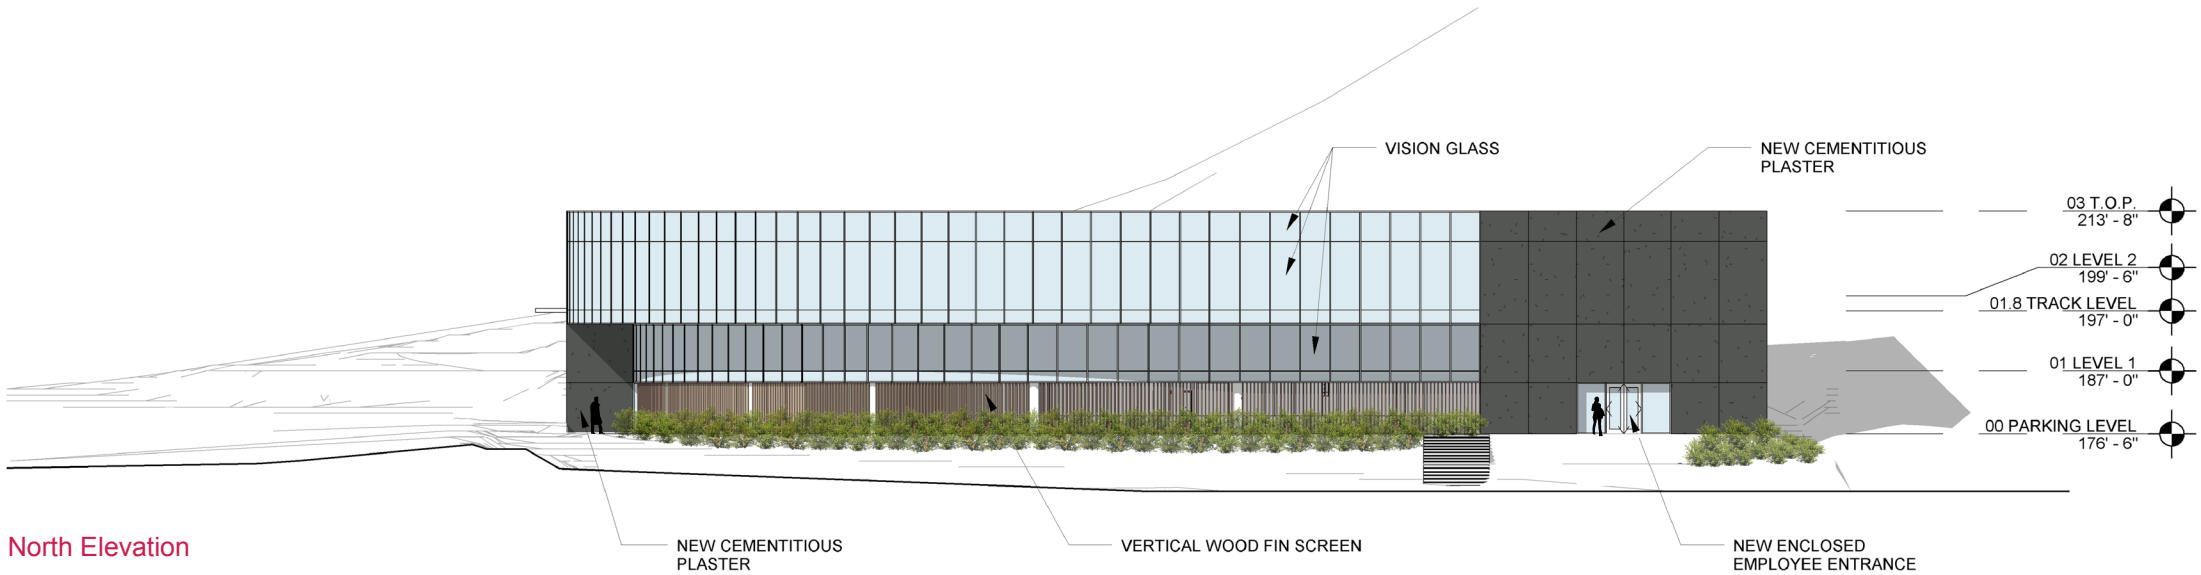 VISION GLASS
NEW CEMENTITIOUS
PLASTER
03 T.O.P.
213' - 8"
02 LEVEL 2
199' - 6"
01.8 TRACK LEVEL
197' - 0"
01 LEVEL 1
187' - 0"
00 PARKING LEVEL
176' - 6"
North Elevation
NEW CEMENTITIOUS
PLASTER
VERTICAL WOOD FIN SCREEN
NEW ENCLOSED
EMPLOYEE ENTRANCE